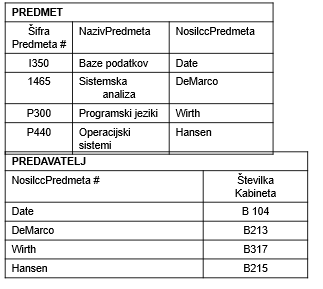 PREDMET
Šifra Predmeta # NazivPredmeta NosilccPredmeta
I350 Baze podatkov Date
1465 Sistemska analiza DeMarco
P300 Programski jeziki Wirth
P440 Operacijski sistemi Hansen
PREDAVATELJ
NosilccPredmeta # Številka Kabineta
Date B 104
DeMarco B213
Wirth B317
Hansen B215